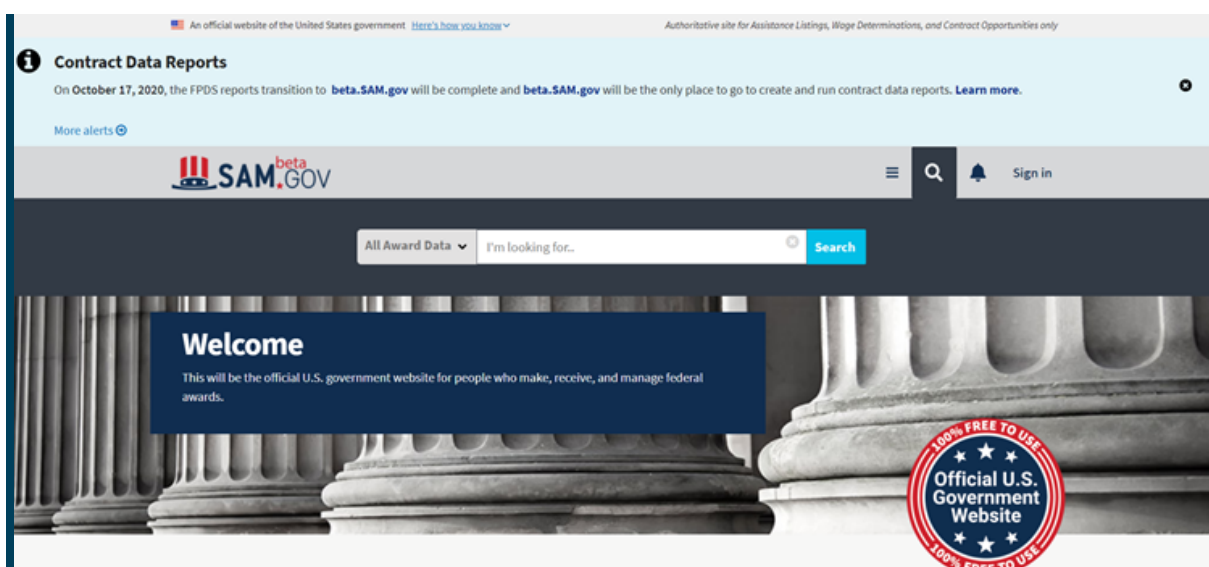 An official website of the United States government Here's how you know
Authoritative site for Assistance Listings, Wage Determinations, and Contract Opportunities only
Contract Data Reports
On October 17, 2020, the FPDS reports transition to beta.SAM.gov will be complete and beta.SAM.gov will be the only place to go to create and run contract data reports. Learn more.
More alerts
SAM.GOV beta
Sign in
All Award Data
I'm looking for..
Search
Welcome
This will be the official U.S. government website for people who make, receive, and manage federal
awards.
100% FREE TO USE
Official U.S.
Government
Website
100% FREE TO USE